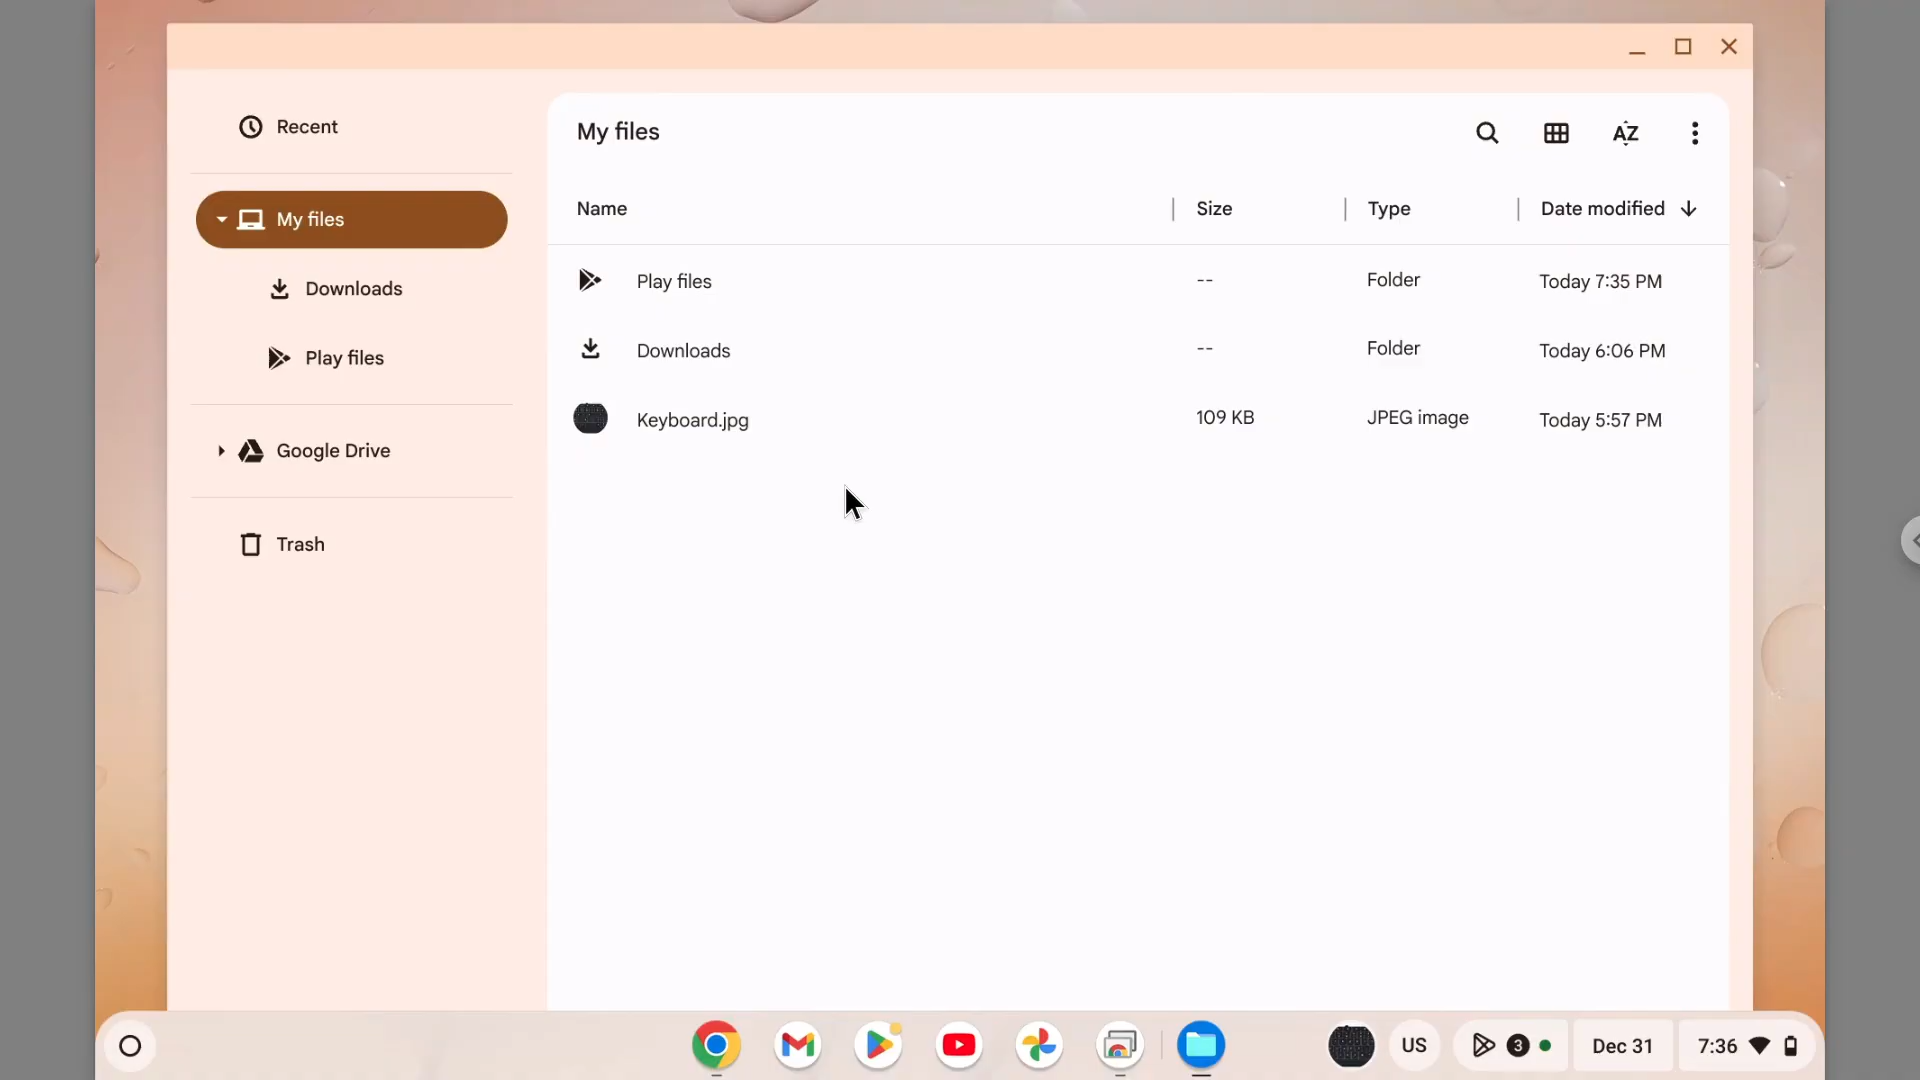 Recent
My files
Downloads
Play files
Google Drive
Trash
My files
AZ
Name Size Type Date modified
Play files -- Folder Today 7:35 PM
Downloads -- Folder Today 6:06 PM
Keyboard.jpg 109 KB JPEG image Today 5:57 PM
US 3 Dec 31 7:36